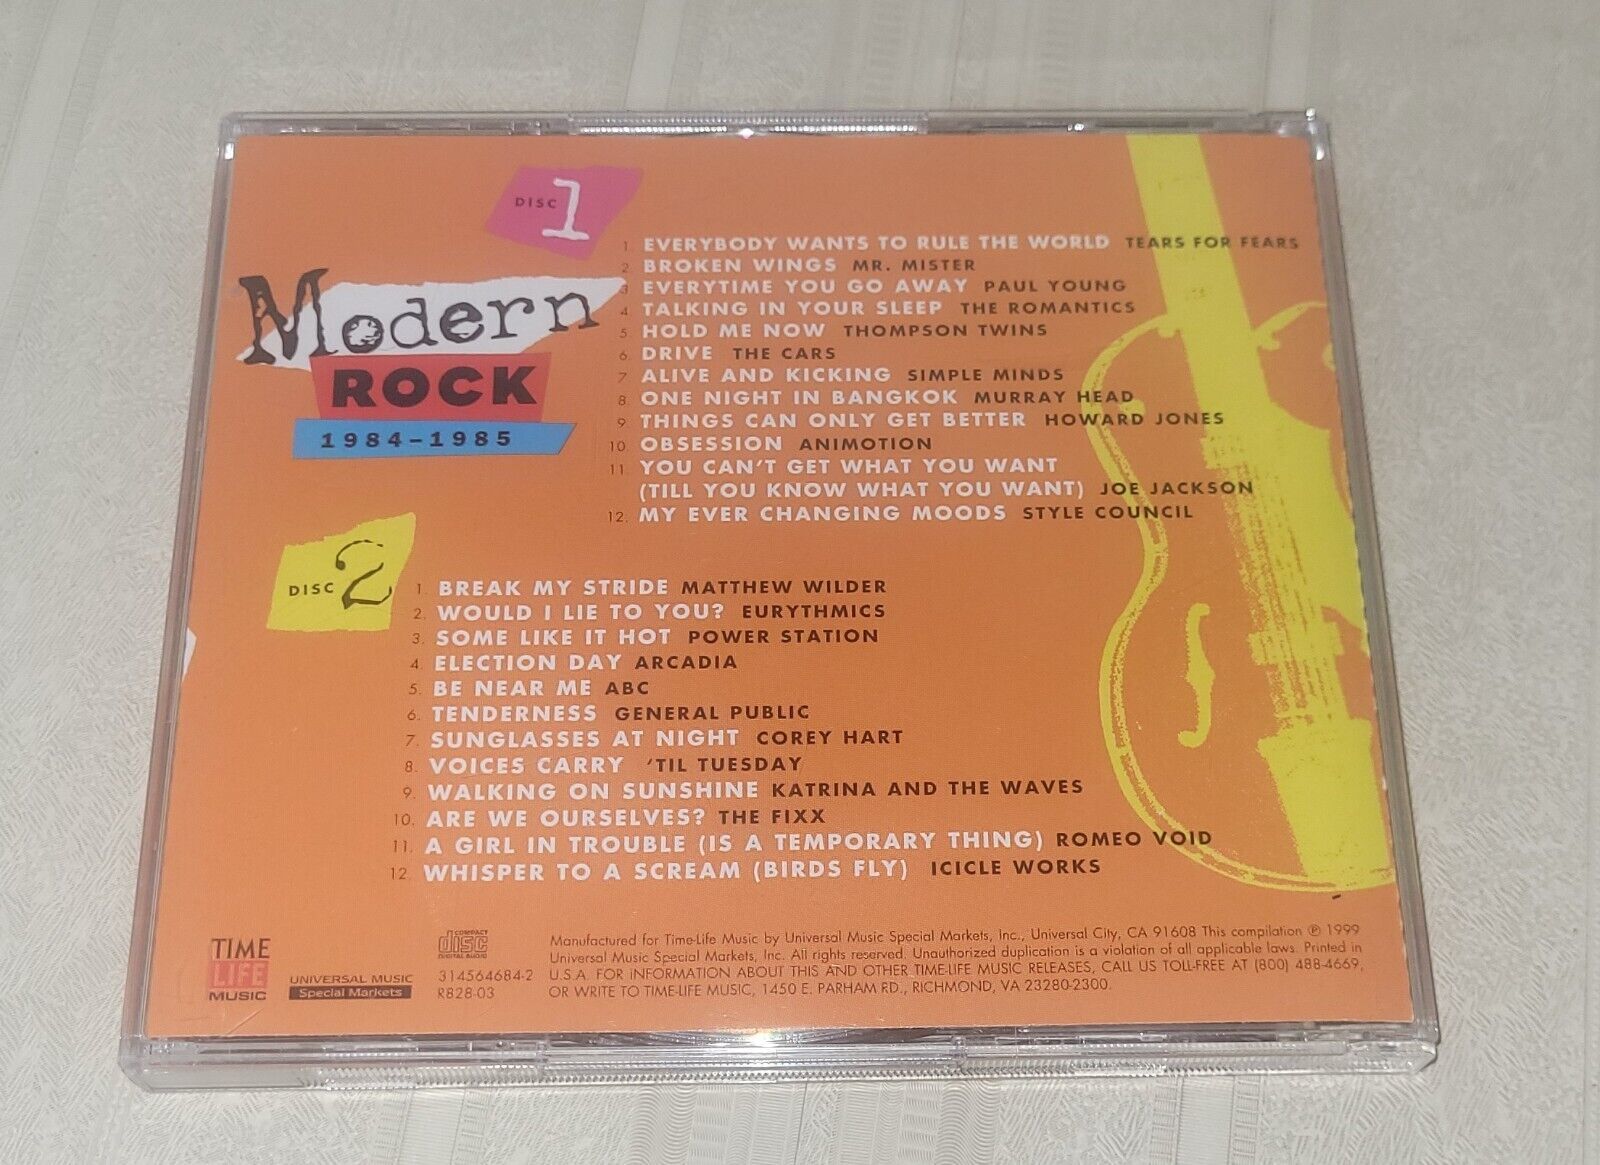 DISC 1
Modern
ROCK
1984-1985
1 EVERYBODY WANTS TO RULE THE WORLD TEARS FOR FEARS
2 BROKEN WINGS MR. MISTER
3 EVERYTIME YOU GO AWAY PAUL YOUNG
4 TALKING IN YOUR SLEEP THE ROMANTICS
5 HOLD ME NOW THOMPSON TWINS
6. DRIVE THE CARS
7 ALIVE AND KICKING SIMPLE MINDS
8 ONE NIGHT IN BANGKOK MURRAY HEAD
9. THINGS CAN ONLY GET BETTER HOWARD JONES
10. OBSESSION ANIMOTION
11. YOU CAN'T GET WHAT YOU WANT
(TILL YOU KNOW WHAT YOU WANT) JOE JACKSON
12. MY EVER CHANGING MOODS STYLE COUNCIL
DISC 2
1. BREAK MY STRIDE MATTHEW WILDER
2. WOULD I LIE TO YOU? EURYTHMICS
3. SOME LIKE IT HOT POWER STATION
4. ELECTION DAY ARCADIA
5. BE NEAR ME ABC
6. TENDERNESS GENERAL PUBLIC
7. SUNGLASSES AT NIGHT COREY HART
8. VOICES CARRY 'TIL TUESDAY
9. WALKING ON SUNSHINE KATRINA AND THE WAVES
10. ARE WE OURSELVES? THE FIXX
11. A GIRL IN TROUBLE (IS A TEMPORARY THING) ROMEO VOID
12. WHISPER TO A SCREAM (BIRDS FLY) ICICLE WORKS
TIME
LIFE
MUSIC
UNIVERSAL MUSIC
Special Markets
COMPACT
disc
DIGITAL AUDIO
314564684-2
R828-03
Manufactured for Time-Life Music by Universal Music Special Markets, Inc., Universal City, CA 91608 This compilation ℗ 1999
Universal Music Special Markets, Inc. All rights reserved. Unauthorized duplication is a violation of all applicable laws. Printed in
U.S.A. FOR INFORMATION ABOUT THIS AND OTHER TIME-LIFE MUSIC RELEASES, CALL US TOLL-FREE AT (800) 488-4669,
OR WRITE TO TIME-LIFE MUSIC, 1450 E. PARHAM RD., RICHMOND, VA 23280-2300.